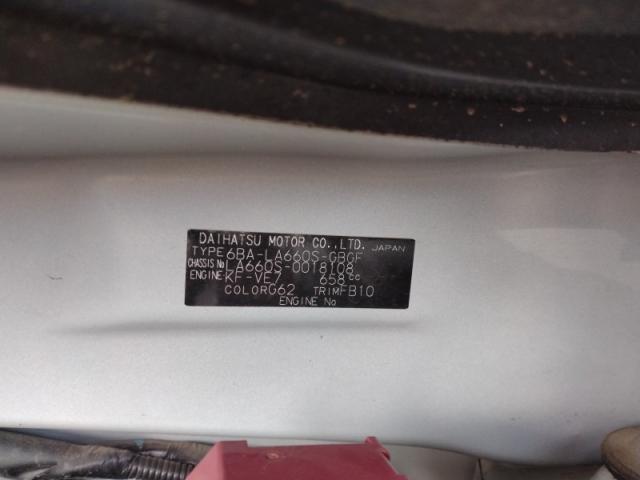 DAIHATSU MOTOR CO.,LTD. JAPAN
TYPE 6BA-LA660S-GBGF
CHASSIS No LA660S-0018108
ENGINE KF-VE7 658cc
COLOR G62 TRIM FB10
ENGINE No